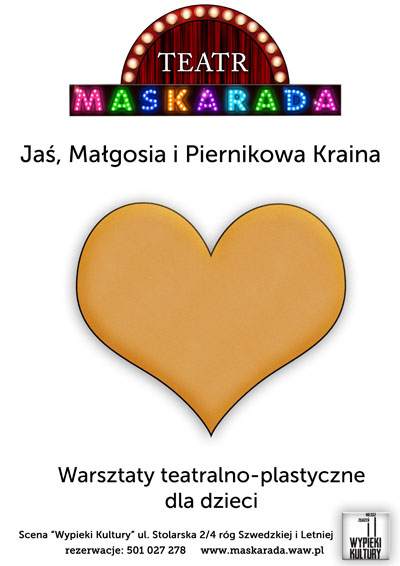 TEATR
MASKARADA
Jaś, Małgosia i Piernikowa Kraina
Warsztaty teatralno-plastyczne
dla dzieci
Scena "Wypieki Kultury" ul. Stolarska 2/4 róg Szwedzkiej i Letniej
rezerwacje: 501 027 278 www.maskarada.waw.pl
WYPIEKI
KULTURY